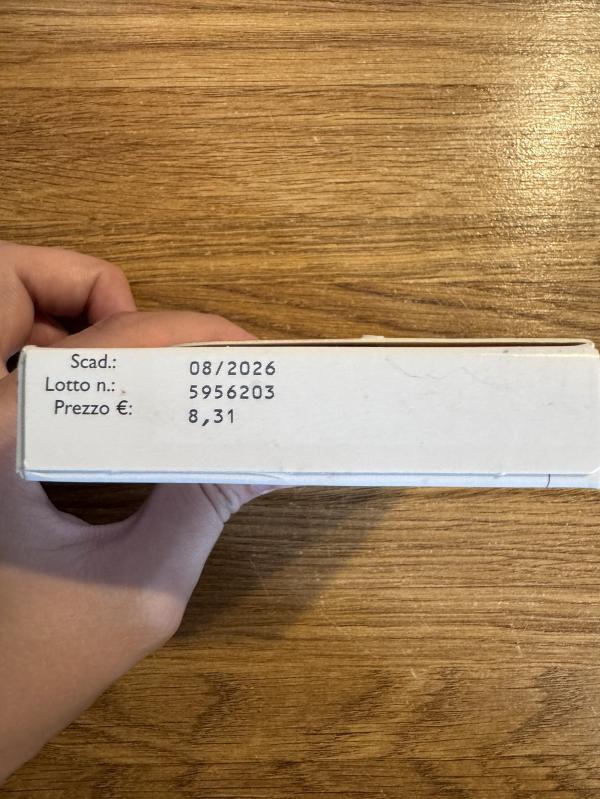 Scad.: 08/2026
Lotto n.: 5956203
Prezzo €: 8,31